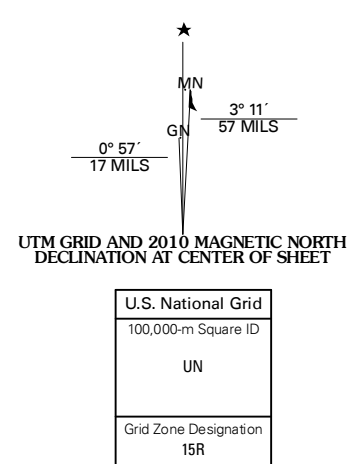 MN
3° 11´
57 MILS
GN
0° 57´
17 MILS
UTM GRID AND 2010 MAGNETIC NORTH
DECLINATION AT CENTER OF SHEET
U.S. National Grid
100,000-m Square ID
UN
Grid Zone Designation
15R